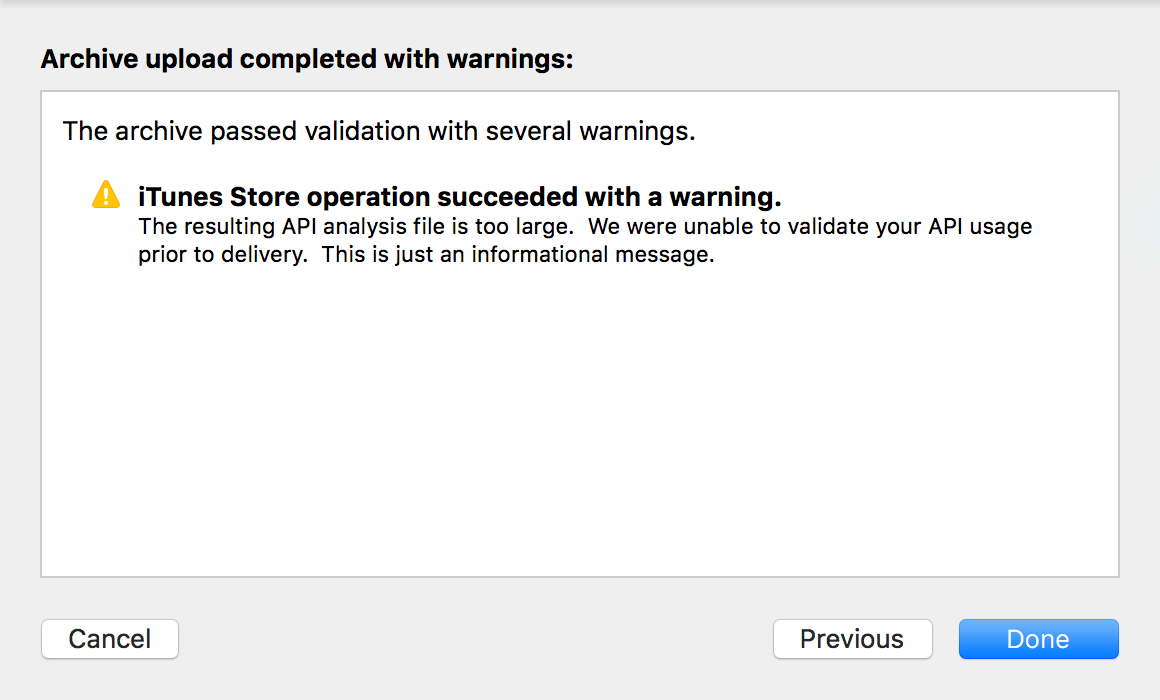 Archive upload completed with warnings:
The archive passed validation with several warnings.
iTunes Store operation succeeded with a warning.
The resulting API analysis file is too large.  We were unable to validate your API usage
prior to delivery.  This is just an informational message.
Cancel
Previous
Done